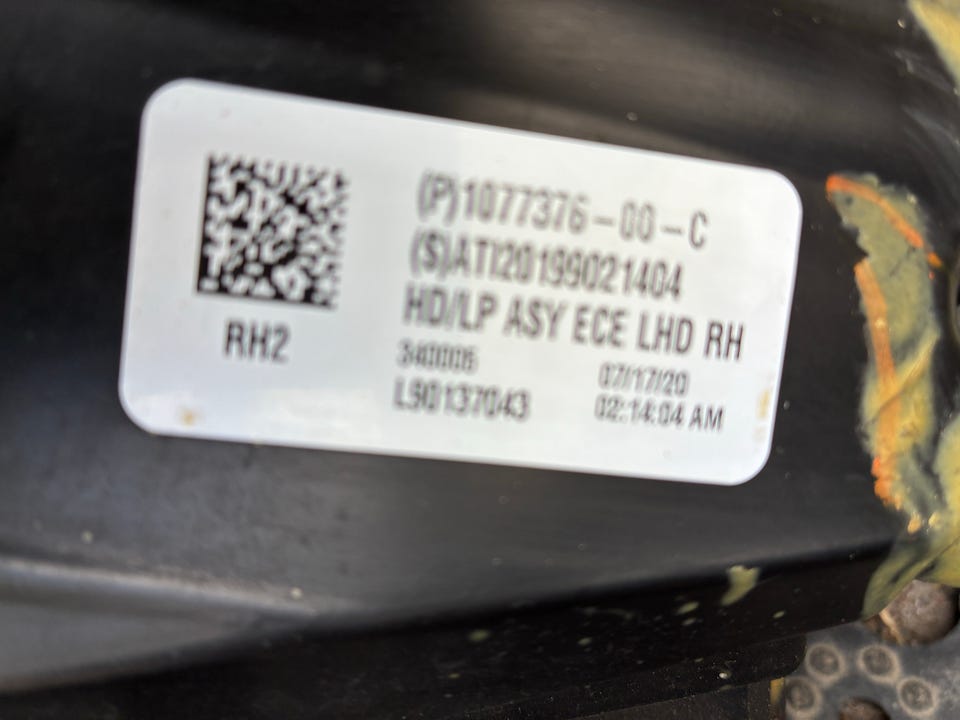 (P)1077376-00-C
(S)ATI20199021404
HD/LP ASY ECE LHD RH
RH2
340006
07/17/20
L90137043
02:14:04 AM